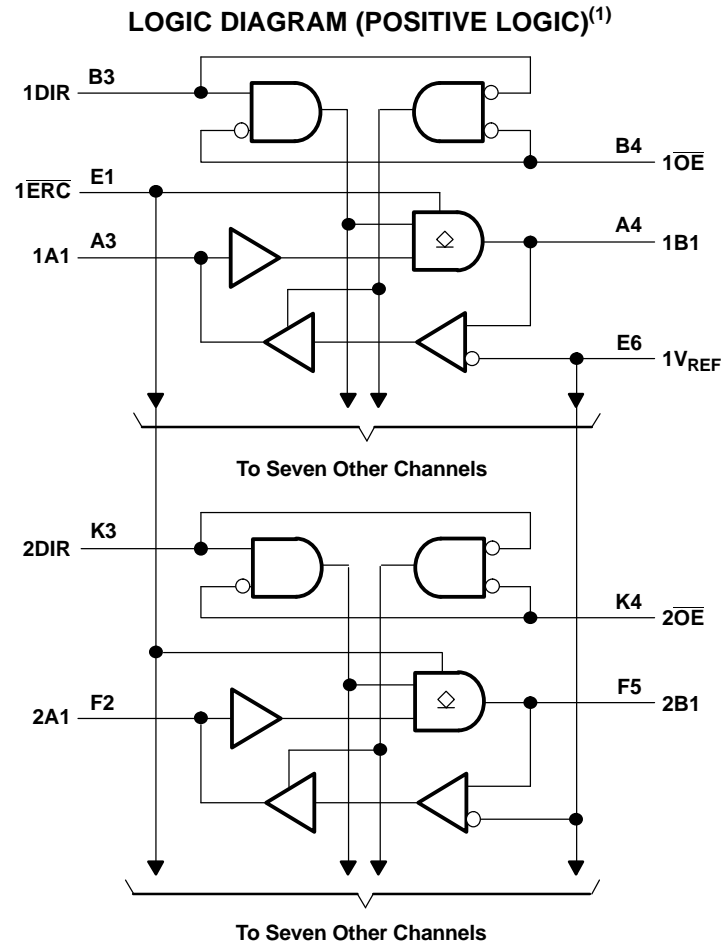 LOGIC DIAGRAM (POSITIVE LOGIC)(1)
1DIR B3
B4 1OE
1ERC E1
1A1 A3
A4 1B1
E6 1VREF
To Seven Other Channels
2DIR K3
K4 2OE
2A1 F2
F5 2B1
To Seven Other Channels